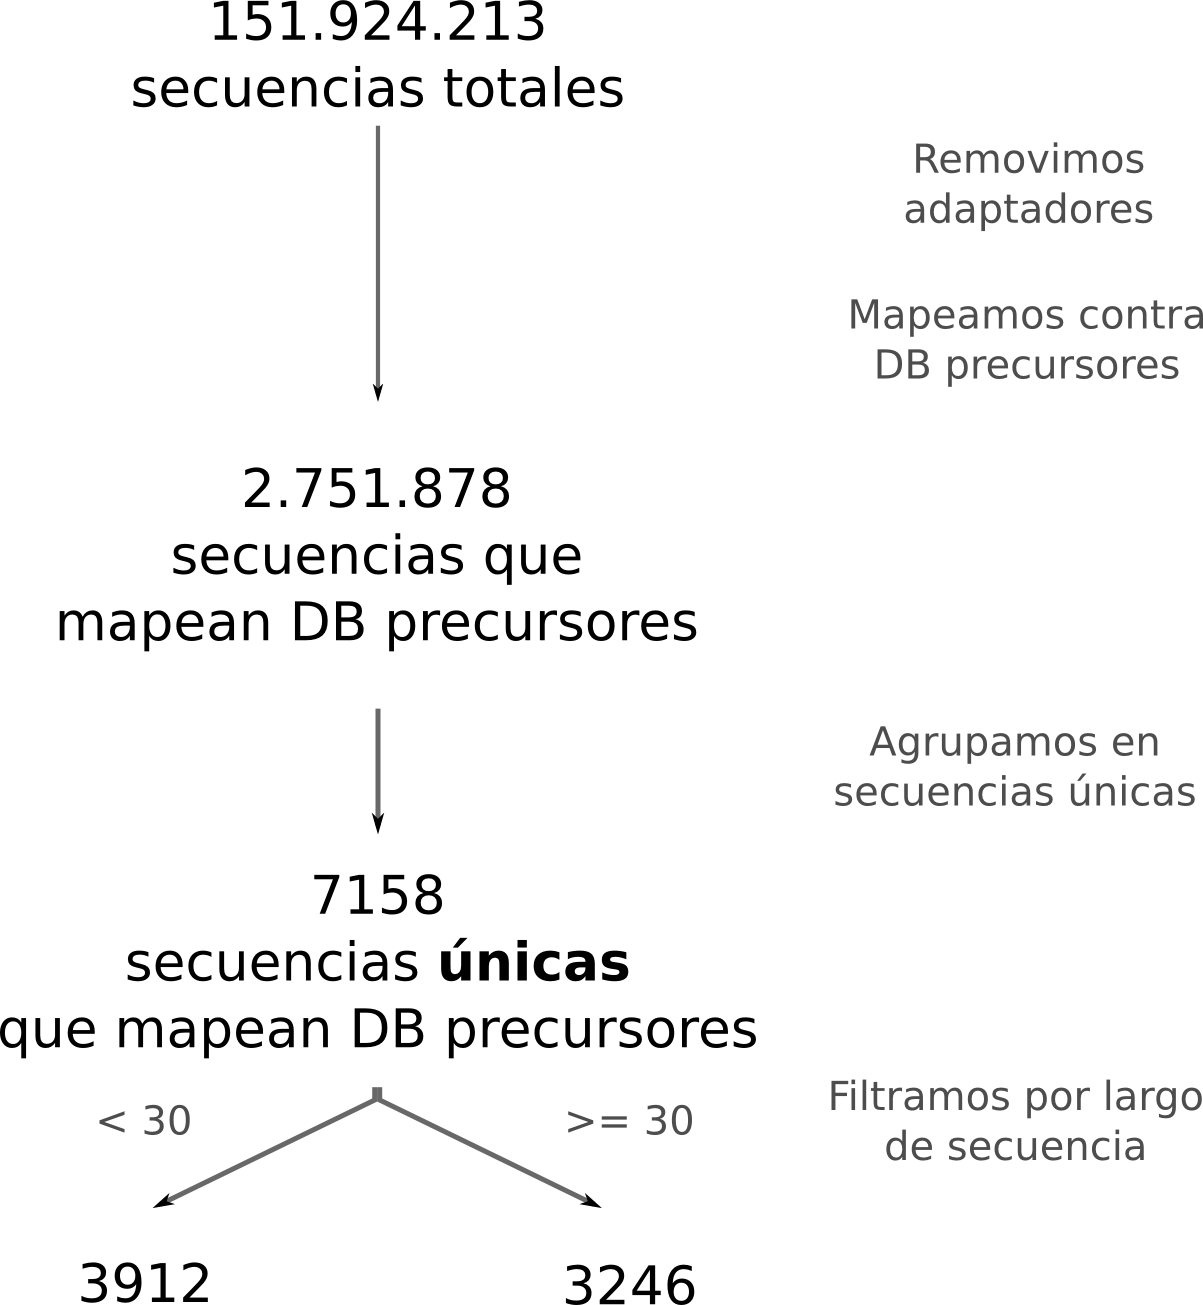 151.924.213
secuencias totales
Removimos
adaptadores
Mapeamos contra
DB precursores
2.751.878
secuencias que
mapean DB precursores
Agrupamos en
secuencias únicas
7158
secuencias únicas
que mapean DB precursores
< 30
>= 30
Filtramos por largo
de secuencia
3912
3246